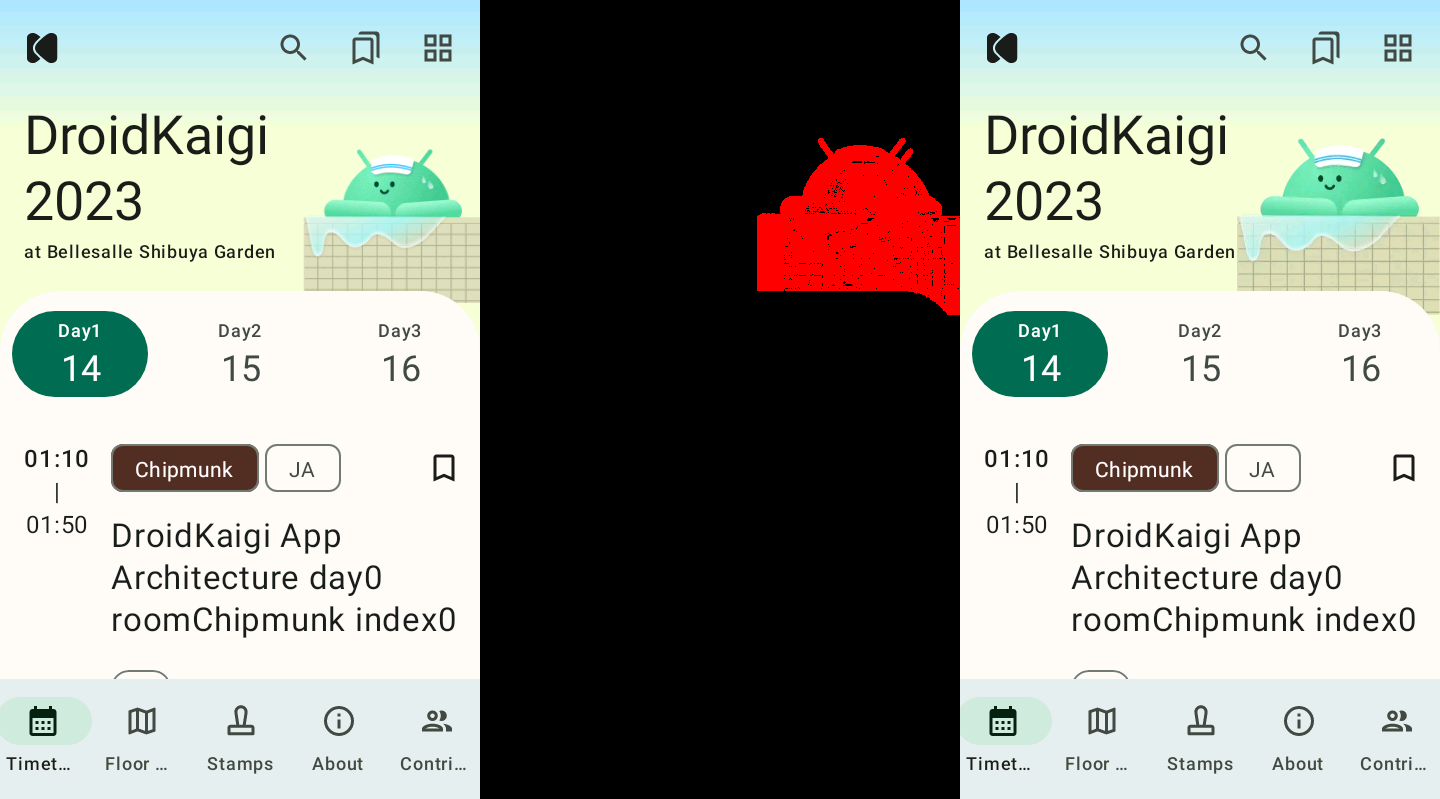 DroidKaigi
2023
at Bellesalle Shibuya Garden
Day1 Day2 Day3
14 15 16
01:10 Chipmunk JA
01:50
DroidKaigi App
Architecture day0
roomChipmunk index0
Timet... Floor ... Stamps About Contri...
DroidKaigi
2023
at Bellesalle Shibuya Garden
Day1 Day2 Day3
14 15 16
01:10 Chipmunk JA
01:50
DroidKaigi App
Architecture day0
roomChipmunk index0
Timet... Floor ... Stamps About Contri...